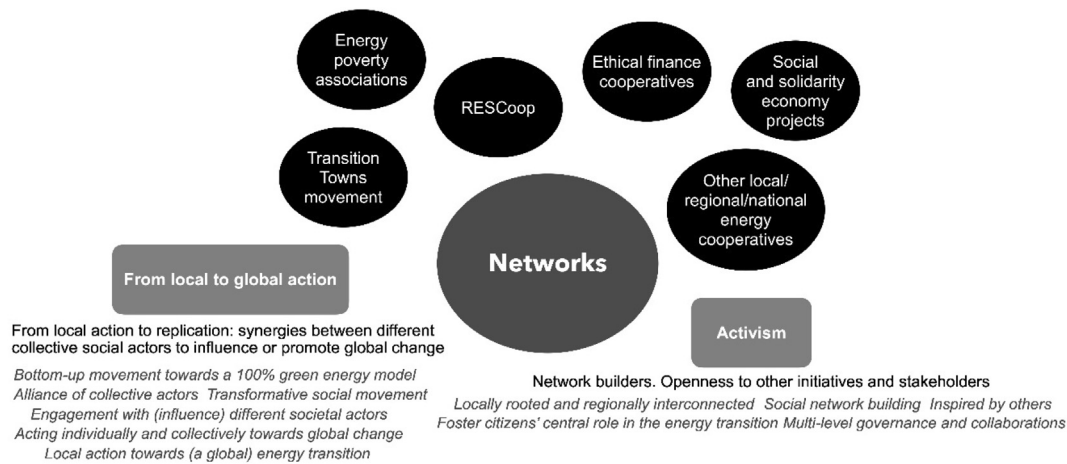 Energy
poverty
associations
RESCoop
Ethical finance
cooperatives
Social
and solidarity
economy
projects
Transition
Towns
movement
Other local/
regional/national
energy
cooperatives
Networks
From local to global action
From local action to replication: synergies between different
collective social actors to influence or promote global change
Bottom-up movement towards a 100% green energy model
Alliance of collective actors Transformative social movement
Engagement with (influence) different societal actors
Acting individually and collectively towards global change
Local action towards (a global) energy transition
Activism
Network builders. Openness to other initiatives and stakeholders
Locally rooted and regionally interconnected Social network building Inspired by others
Foster citizens' central role in the energy transition Multi-level governance and collaborations